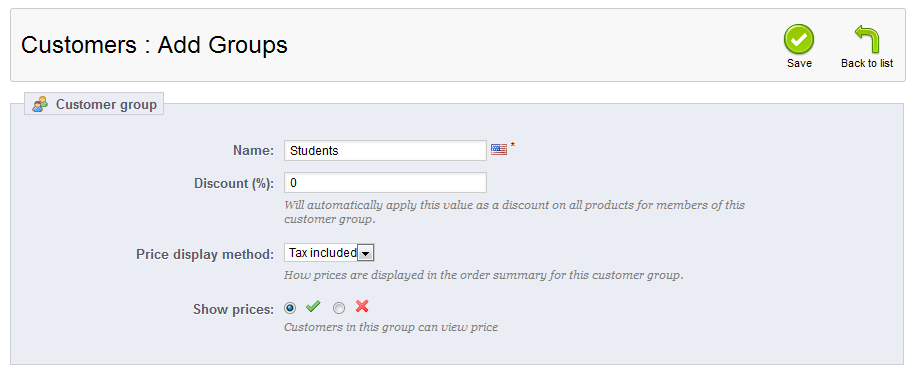 Customers : Add Groups
Save
Back to list
Customer group
Name: Students *
Discount (%): 0
Will automatically apply this value as a discount on all products for members of this
customer group.
Price display method: Tax included
How prices are displayed in the order summary for this customer group.
Show prices:
Customers in this group can view price